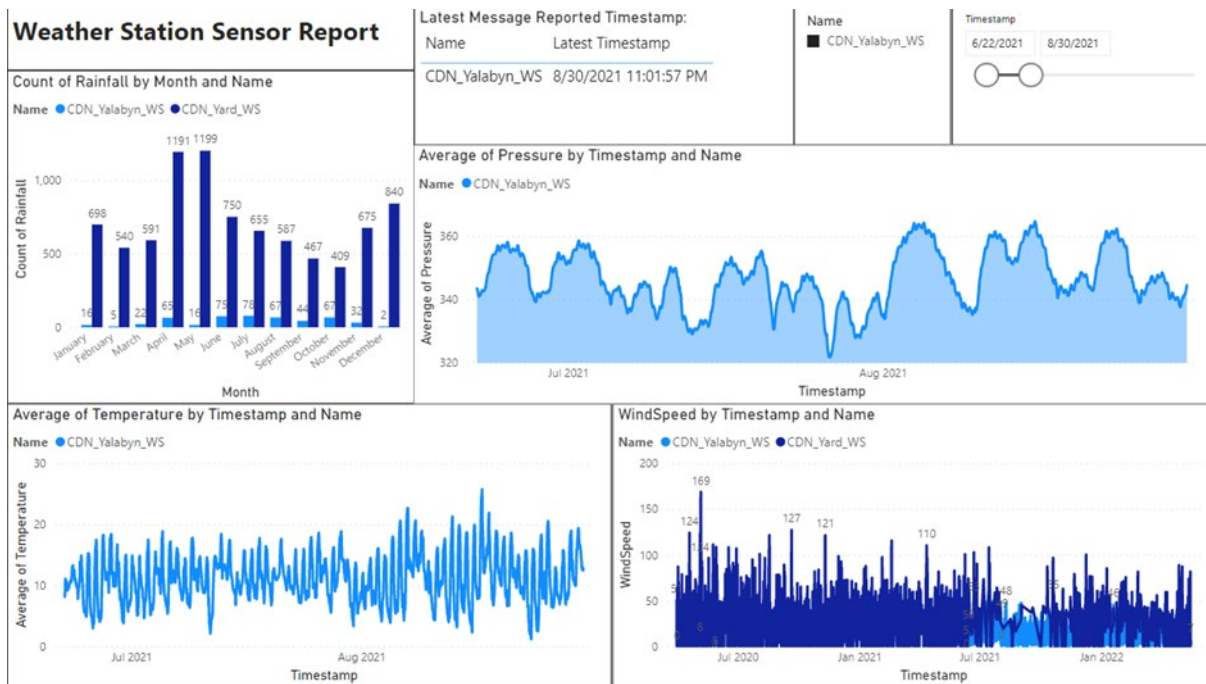 Weather Station Sensor Report
Latest Message Reported Timestamp:
Name Latest Timestamp
CDN_Yalabyn_WS 8/30/2021 11:01:57 PM
Name
CDN_Yalabyn_WS
Timestamp
6/22/2021 8/30/2021
Count of Rainfall by Month and Name
Name CDN_Yalabyn_WS CDN_Yard_WS
Count of Rainfall
1,000
500
0
16 698
5 540
22 591
65 1191
16 1199
75 750
78 655
67 587
44 467
67 409
32 675
2 840
January
February
March
April
May
June
July
August
September
October
November
December
Month
Average of Pressure by Timestamp and Name
Name CDN_Yalabyn_WS
Average of Pressure
360
340
320
Jul 2021 Aug 2021
Timestamp
Average of Temperature by Timestamp and Name
Name CDN_Yalabyn_WS
Average of Temperature
30
20
10
0
Jul 2021 Aug 2021
Timestamp
WindSpeed by Timestamp and Name
Name CDN_Yalabyn_WS CDN_Yard_WS
WindSpeed
200
150
100
50
0
124
169
127
121
110
48
46
8
Jul 2020 Jan 2021 Jul 2021 Jan 2022
Timestamp